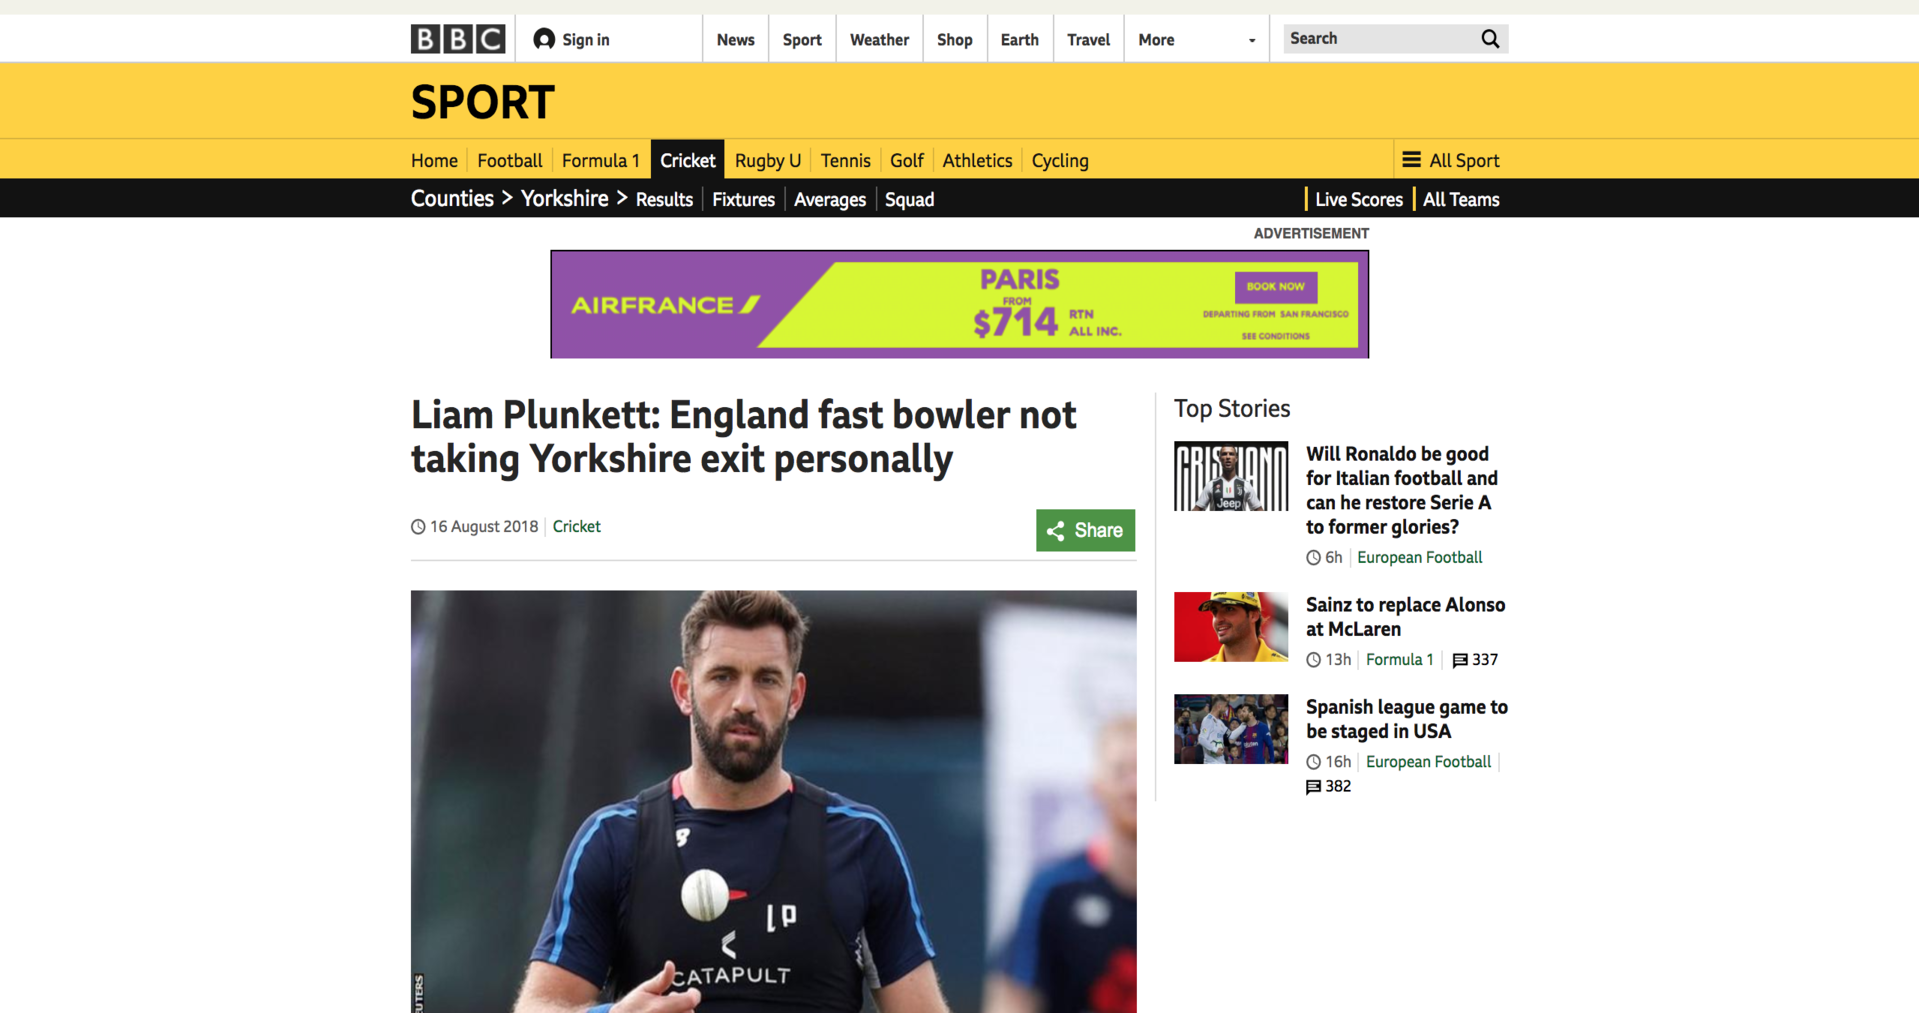 BBC
Sign in
News
Sport
Weather
Shop
Earth
Travel
More
Search
SPORT
Home
Football
Formula 1
Cricket
Rugby U
Tennis
Golf
Athletics
Cycling
All Sport
Counties > Yorkshire > Results
Fixtures
Averages
Squad
Live Scores
All Teams
ADVERTISEMENT
AIRFRANCE
PARIS
FROM
$714 RTN
ALL INC.
BOOK NOW
DEPARTING FROM SAN FRANCISCO
SEE CONDITIONS
Liam Plunkett: England fast bowler not
taking Yorkshire exit personally
16 August 2018
Cricket
Share
8
LP
CATAPULT
Top Stories
CRISTIANO
Jeep
Will Ronaldo be good
for Italian football and
can he restore Serie A
to former glories?
6h
European Football
Sainz to replace Alonso
at McLaren
13h
Formula 1
337
Spanish league game to
be staged in USA
16h
European Football
382